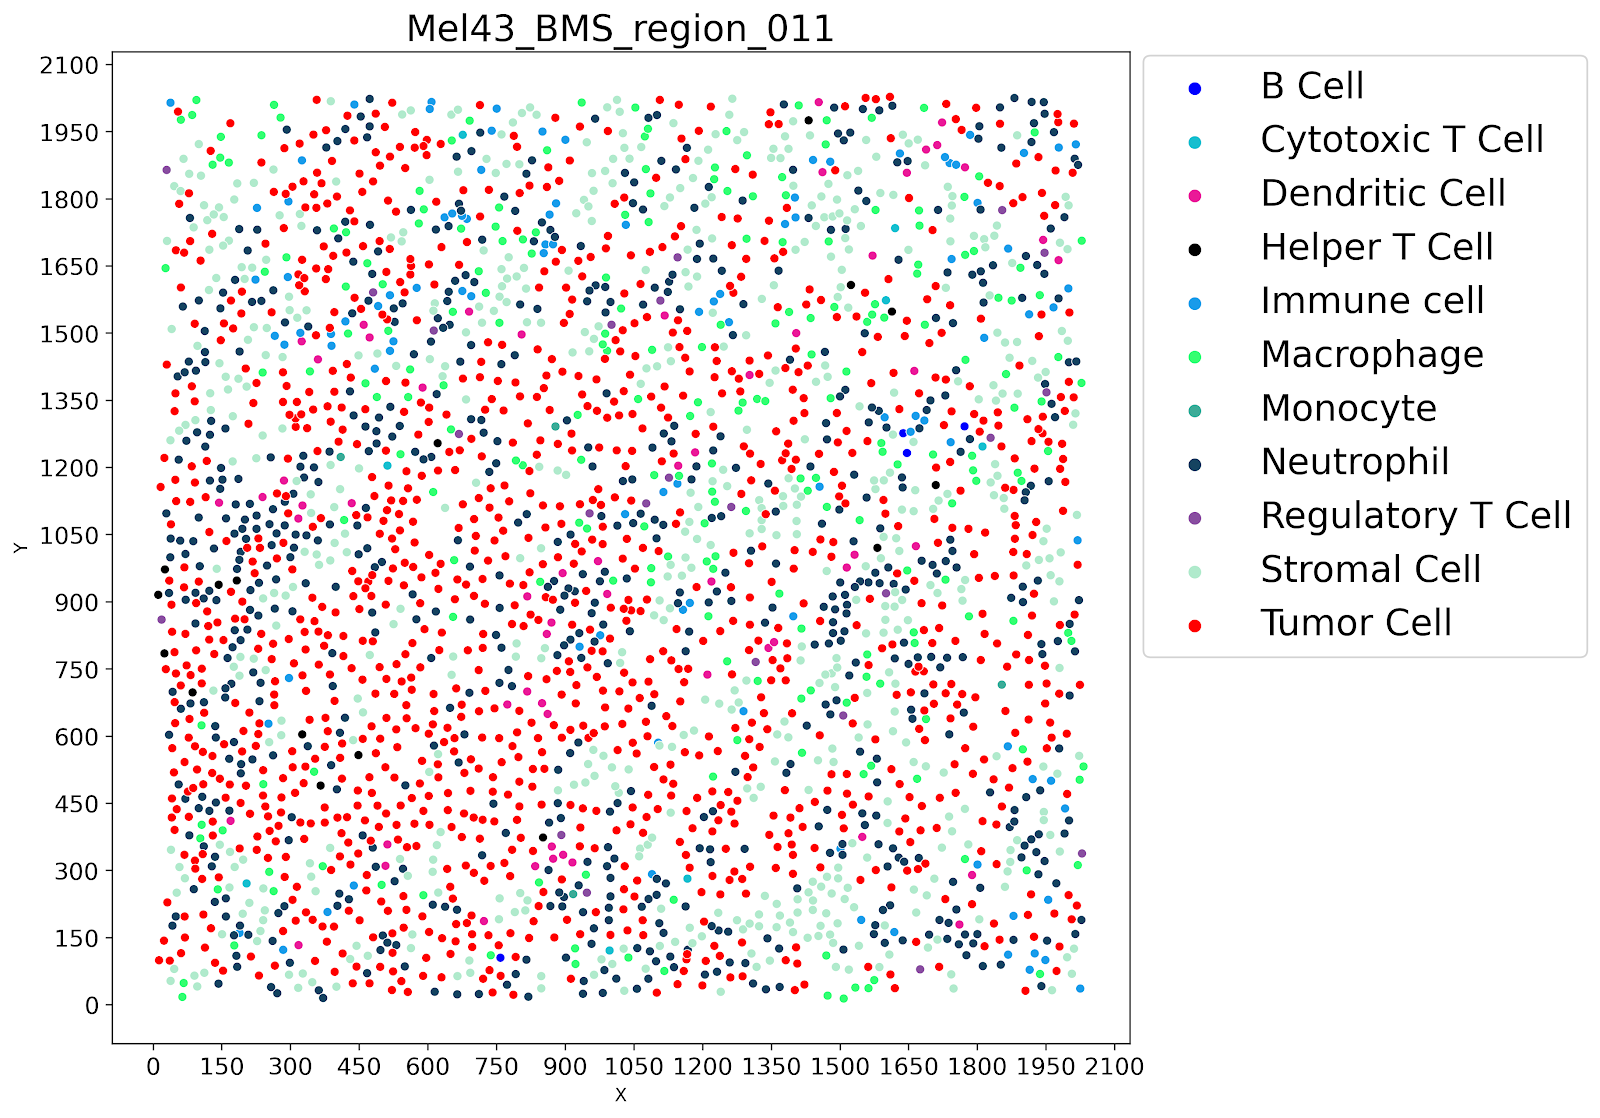 Mel43_BMS_region_011
2100
1950
1800
1650
1500
1350
1200
1050
900
750
600
450
300
150
0
Y
0 150 300 450 600 750 900 1050 1200 1350 1500 1650 1800 1950 2100
X
B Cell
Cytotoxic T Cell
Dendritic Cell
Helper T Cell
Immune cell
Macrophage
Monocyte
Neutrophil
Regulatory T Cell
Stromal Cell
Tumor Cell